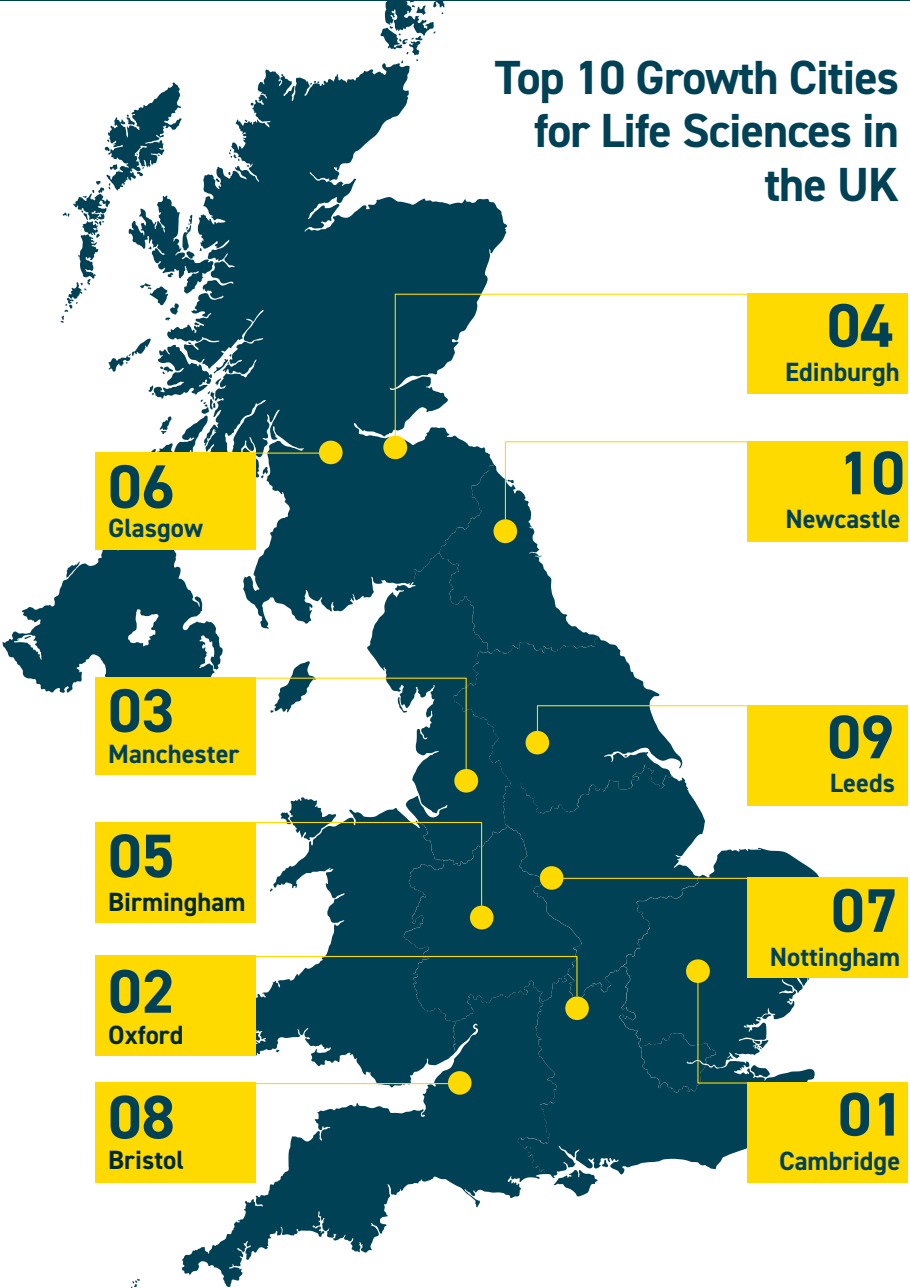 Top 10 Growth Cities
for Life Sciences in
the UK
04
Edinburgh
10
Newcastle
06
Glasgow
03
Manchester
09
Leeds
05
Birmingham
07
Nottingham
02
Oxford
08
Bristol
01
Cambridge